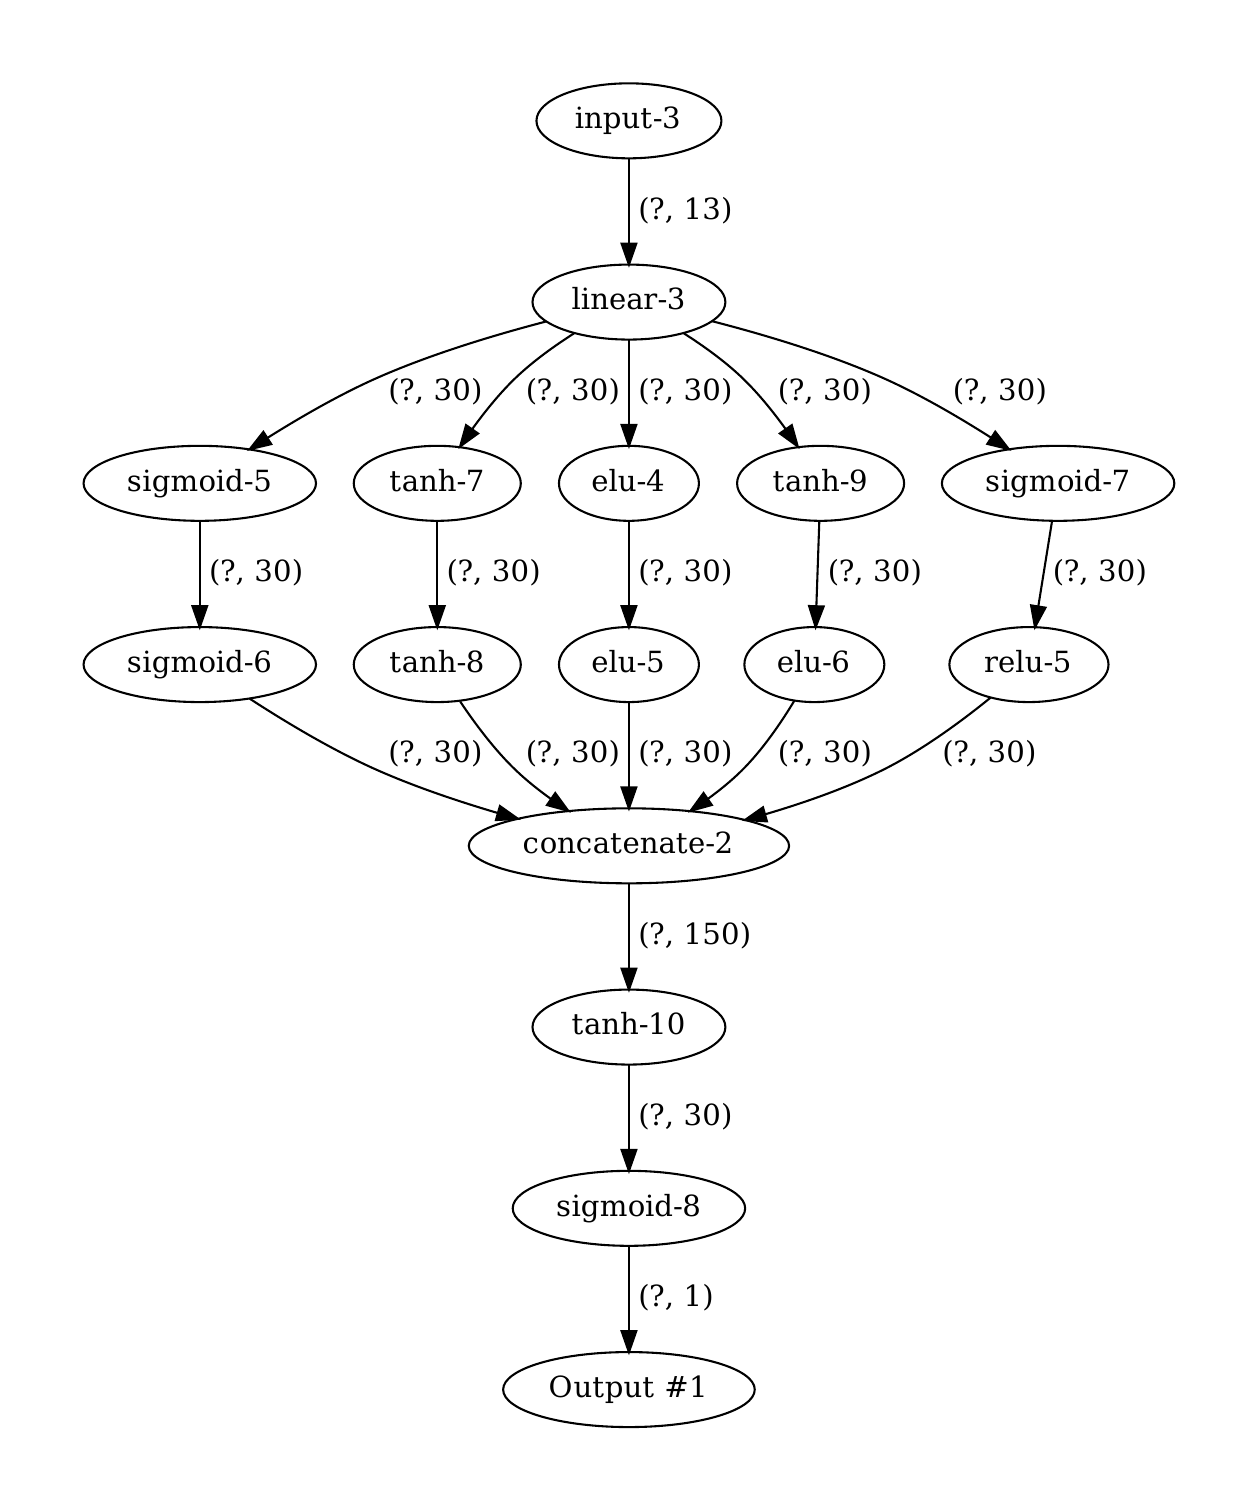 input-3
(?, 13)
linear-3
(?, 30) (?, 30) (?, 30) (?, 30) (?, 30)
sigmoid-5 tanh-7 elu-4 tanh-9 sigmoid-7
(?, 30) (?, 30) (?, 30) (?, 30) (?, 30)
sigmoid-6 tanh-8 elu-5 elu-6 relu-5
(?, 30) (?, 30) (?, 30) (?, 30) (?, 30)
concatenate-2
(?, 150)
tanh-10
(?, 30)
sigmoid-8
(?, 1)
Output #1